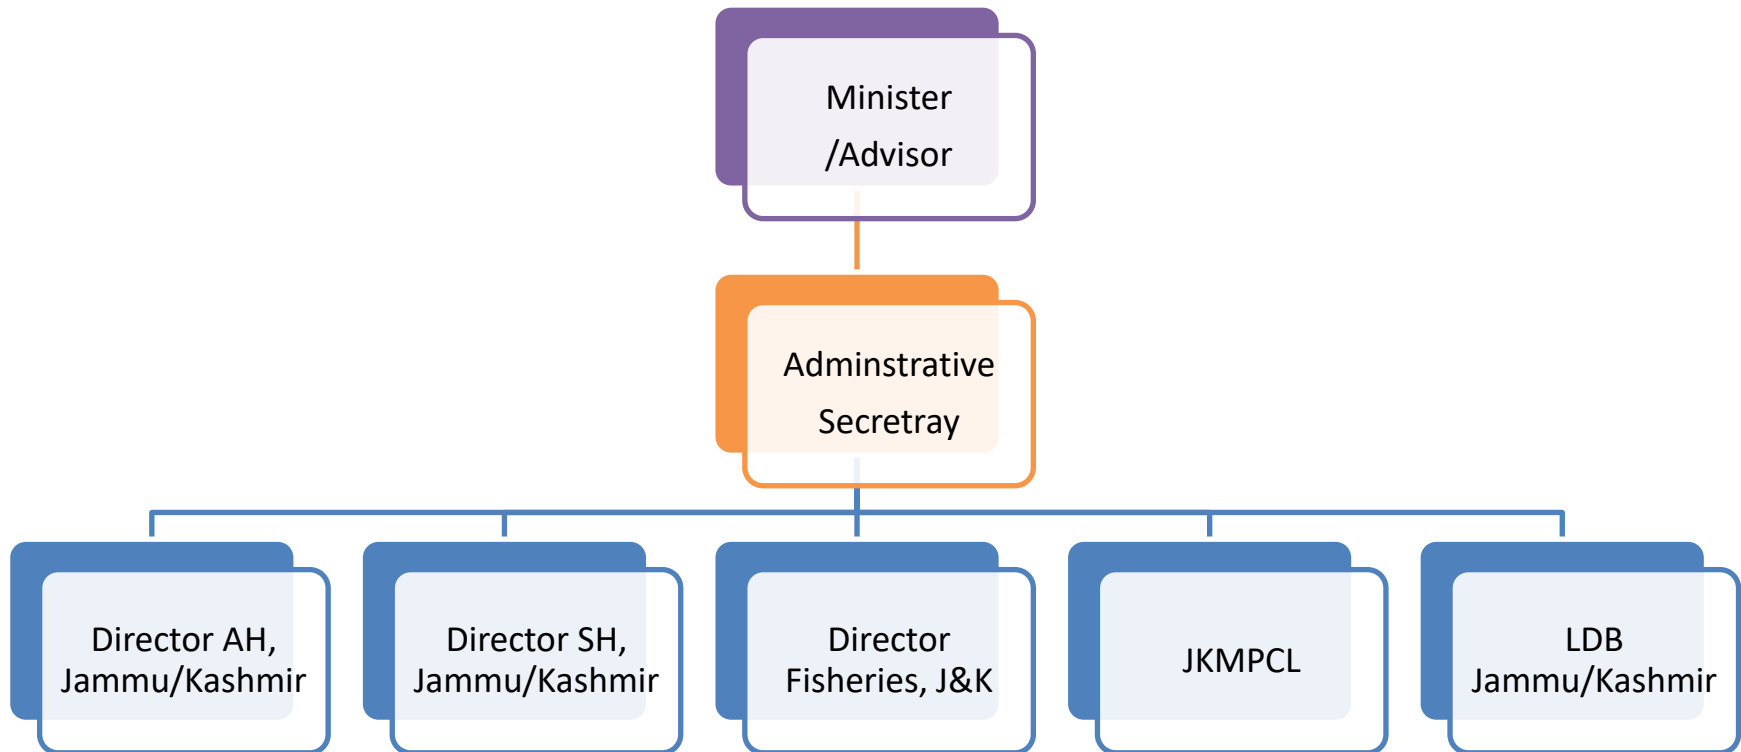 Minister
/Advisor
Adminstrative
Secretray
Director AH,
Jammu/Kashmir
Director SH,
Jammu/Kashmir
Director
Fisheries, J&K
JKMPCL
LDB
Jammu/Kashmir